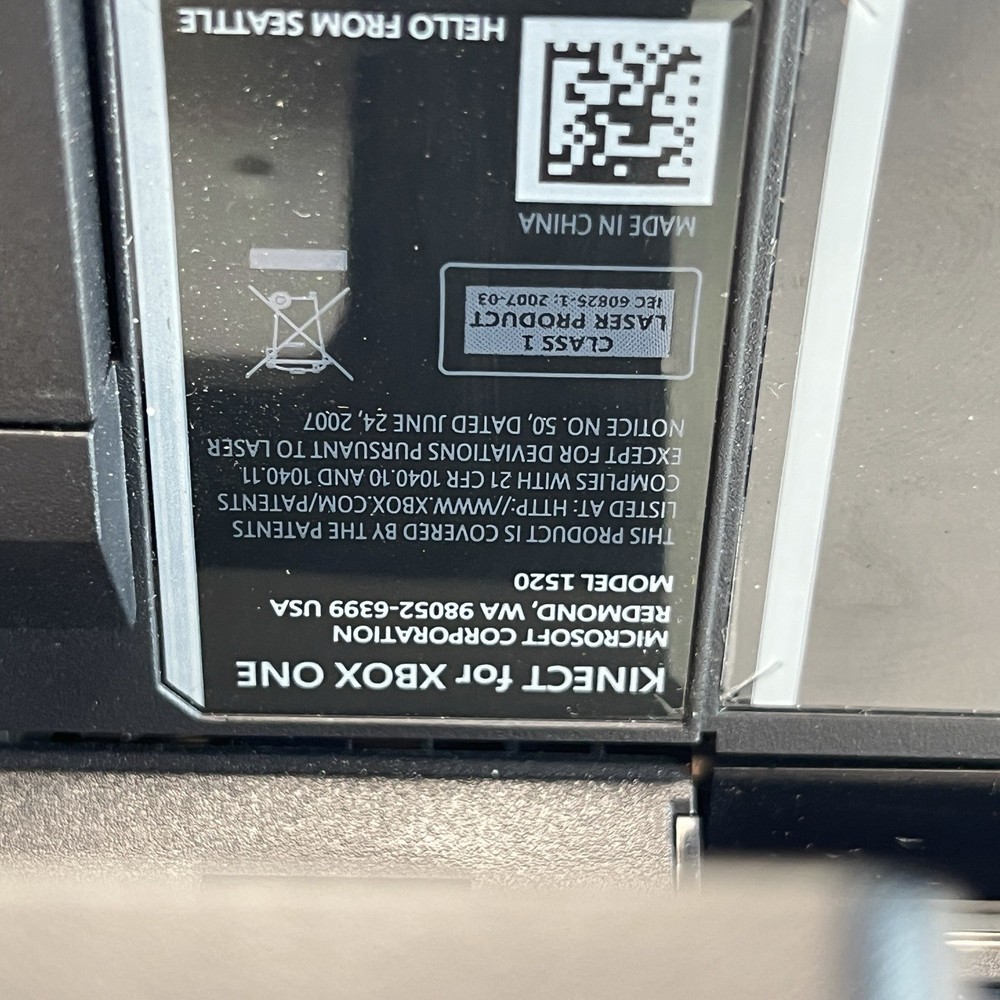 KINECT for XBOX ONE
MICROSOFT CORPORATION
REDMOND, WA 98052-6399 USA
MODEL 1520
THIS PRODUCT IS COVERED BY THE PATENTS
LISTED AT: HTTP://WWW.XBOX.COM/PATENTS
COMPLIES WITH 21 CFR 1040.10 AND 1040.11
EXCEPT FOR DEVIATIONS PURSUANT TO LASER
NOTICE NO. 50, DATED JUNE 24, 2007
CLASS 1
LASER PRODUCT
IEC 60825-1: 2007-03
MADE IN CHINA
HELLO FROM SEATTLE